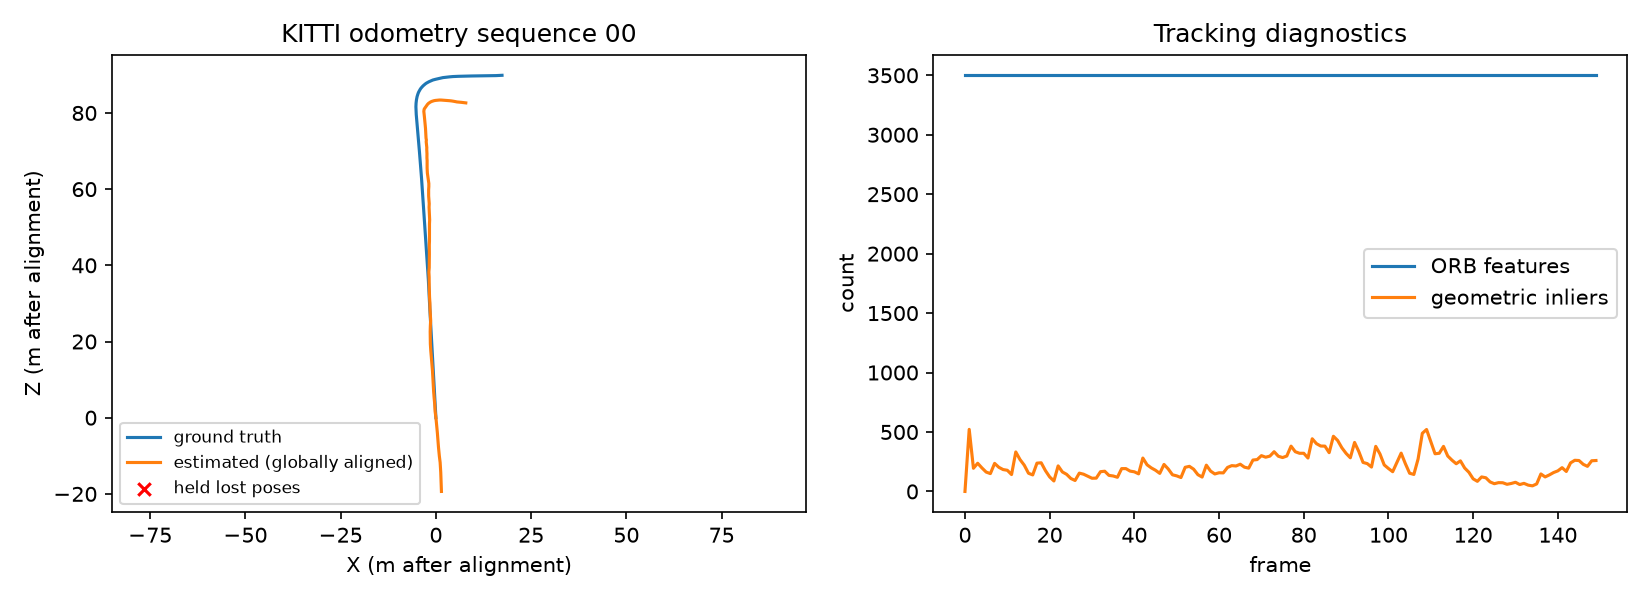 KITTI odometry sequence 00
Z (m after alignment)
80
60
40
20
0
−20
ground truth
estimated (globally aligned)
held lost poses
−75
−50
−25
0
25
50
75
X (m after alignment)
Tracking diagnostics
count
3500
3000
2500
2000
1500
1000
500
0
ORB features
geometric inliers
0
20
40
60
80
100
120
140
frame